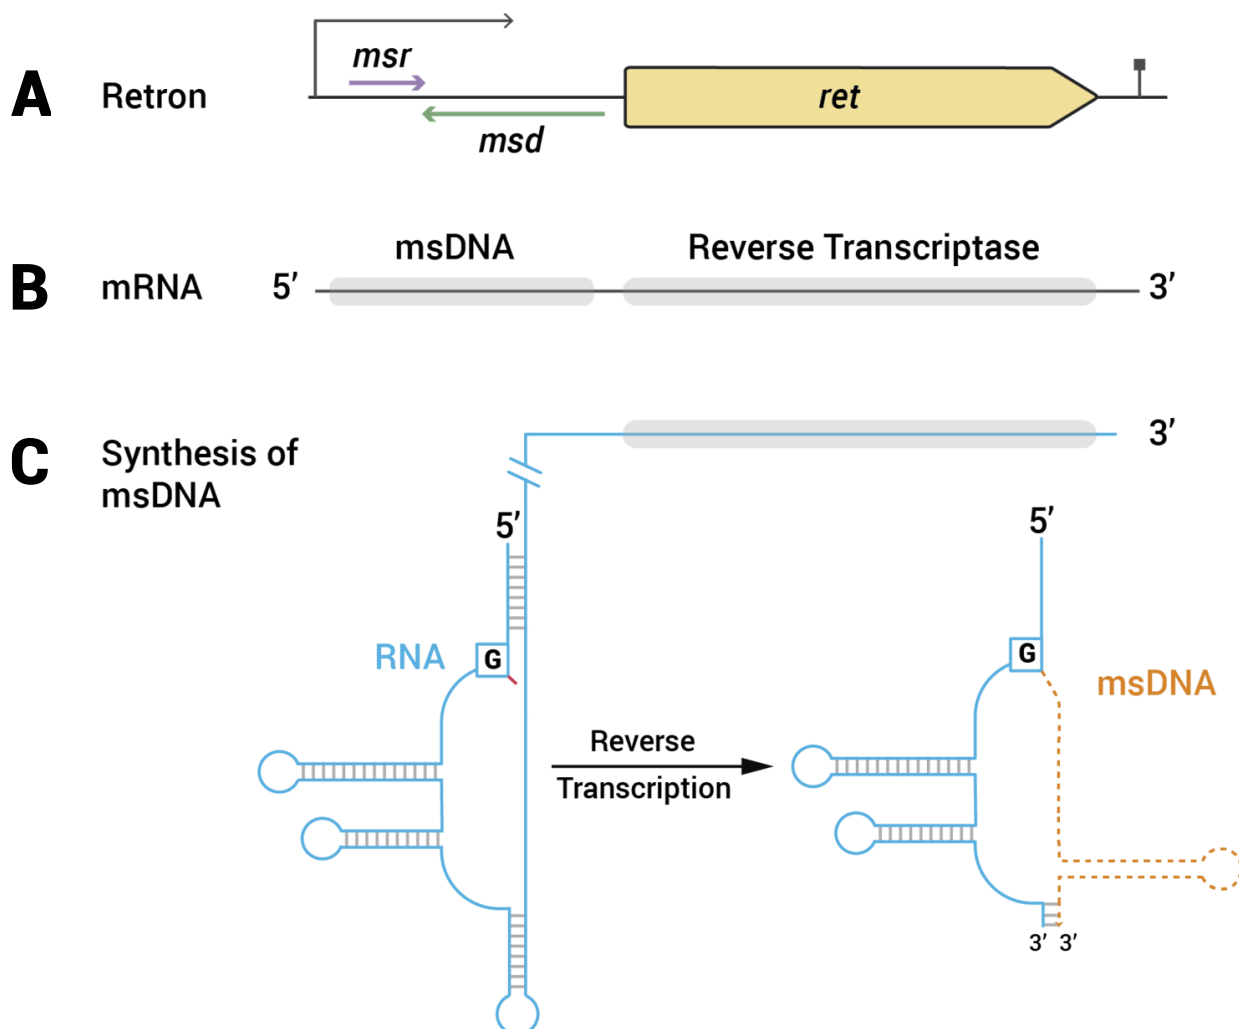 A
Retron
msr
msd
ret
msDNA
Reverse Transcriptase
B
mRNA
5’
3’
C
Synthesis of
msDNA
3’
5’
RNA
G
Reverse
Transcription
5’
G
msDNA
3’ 3’